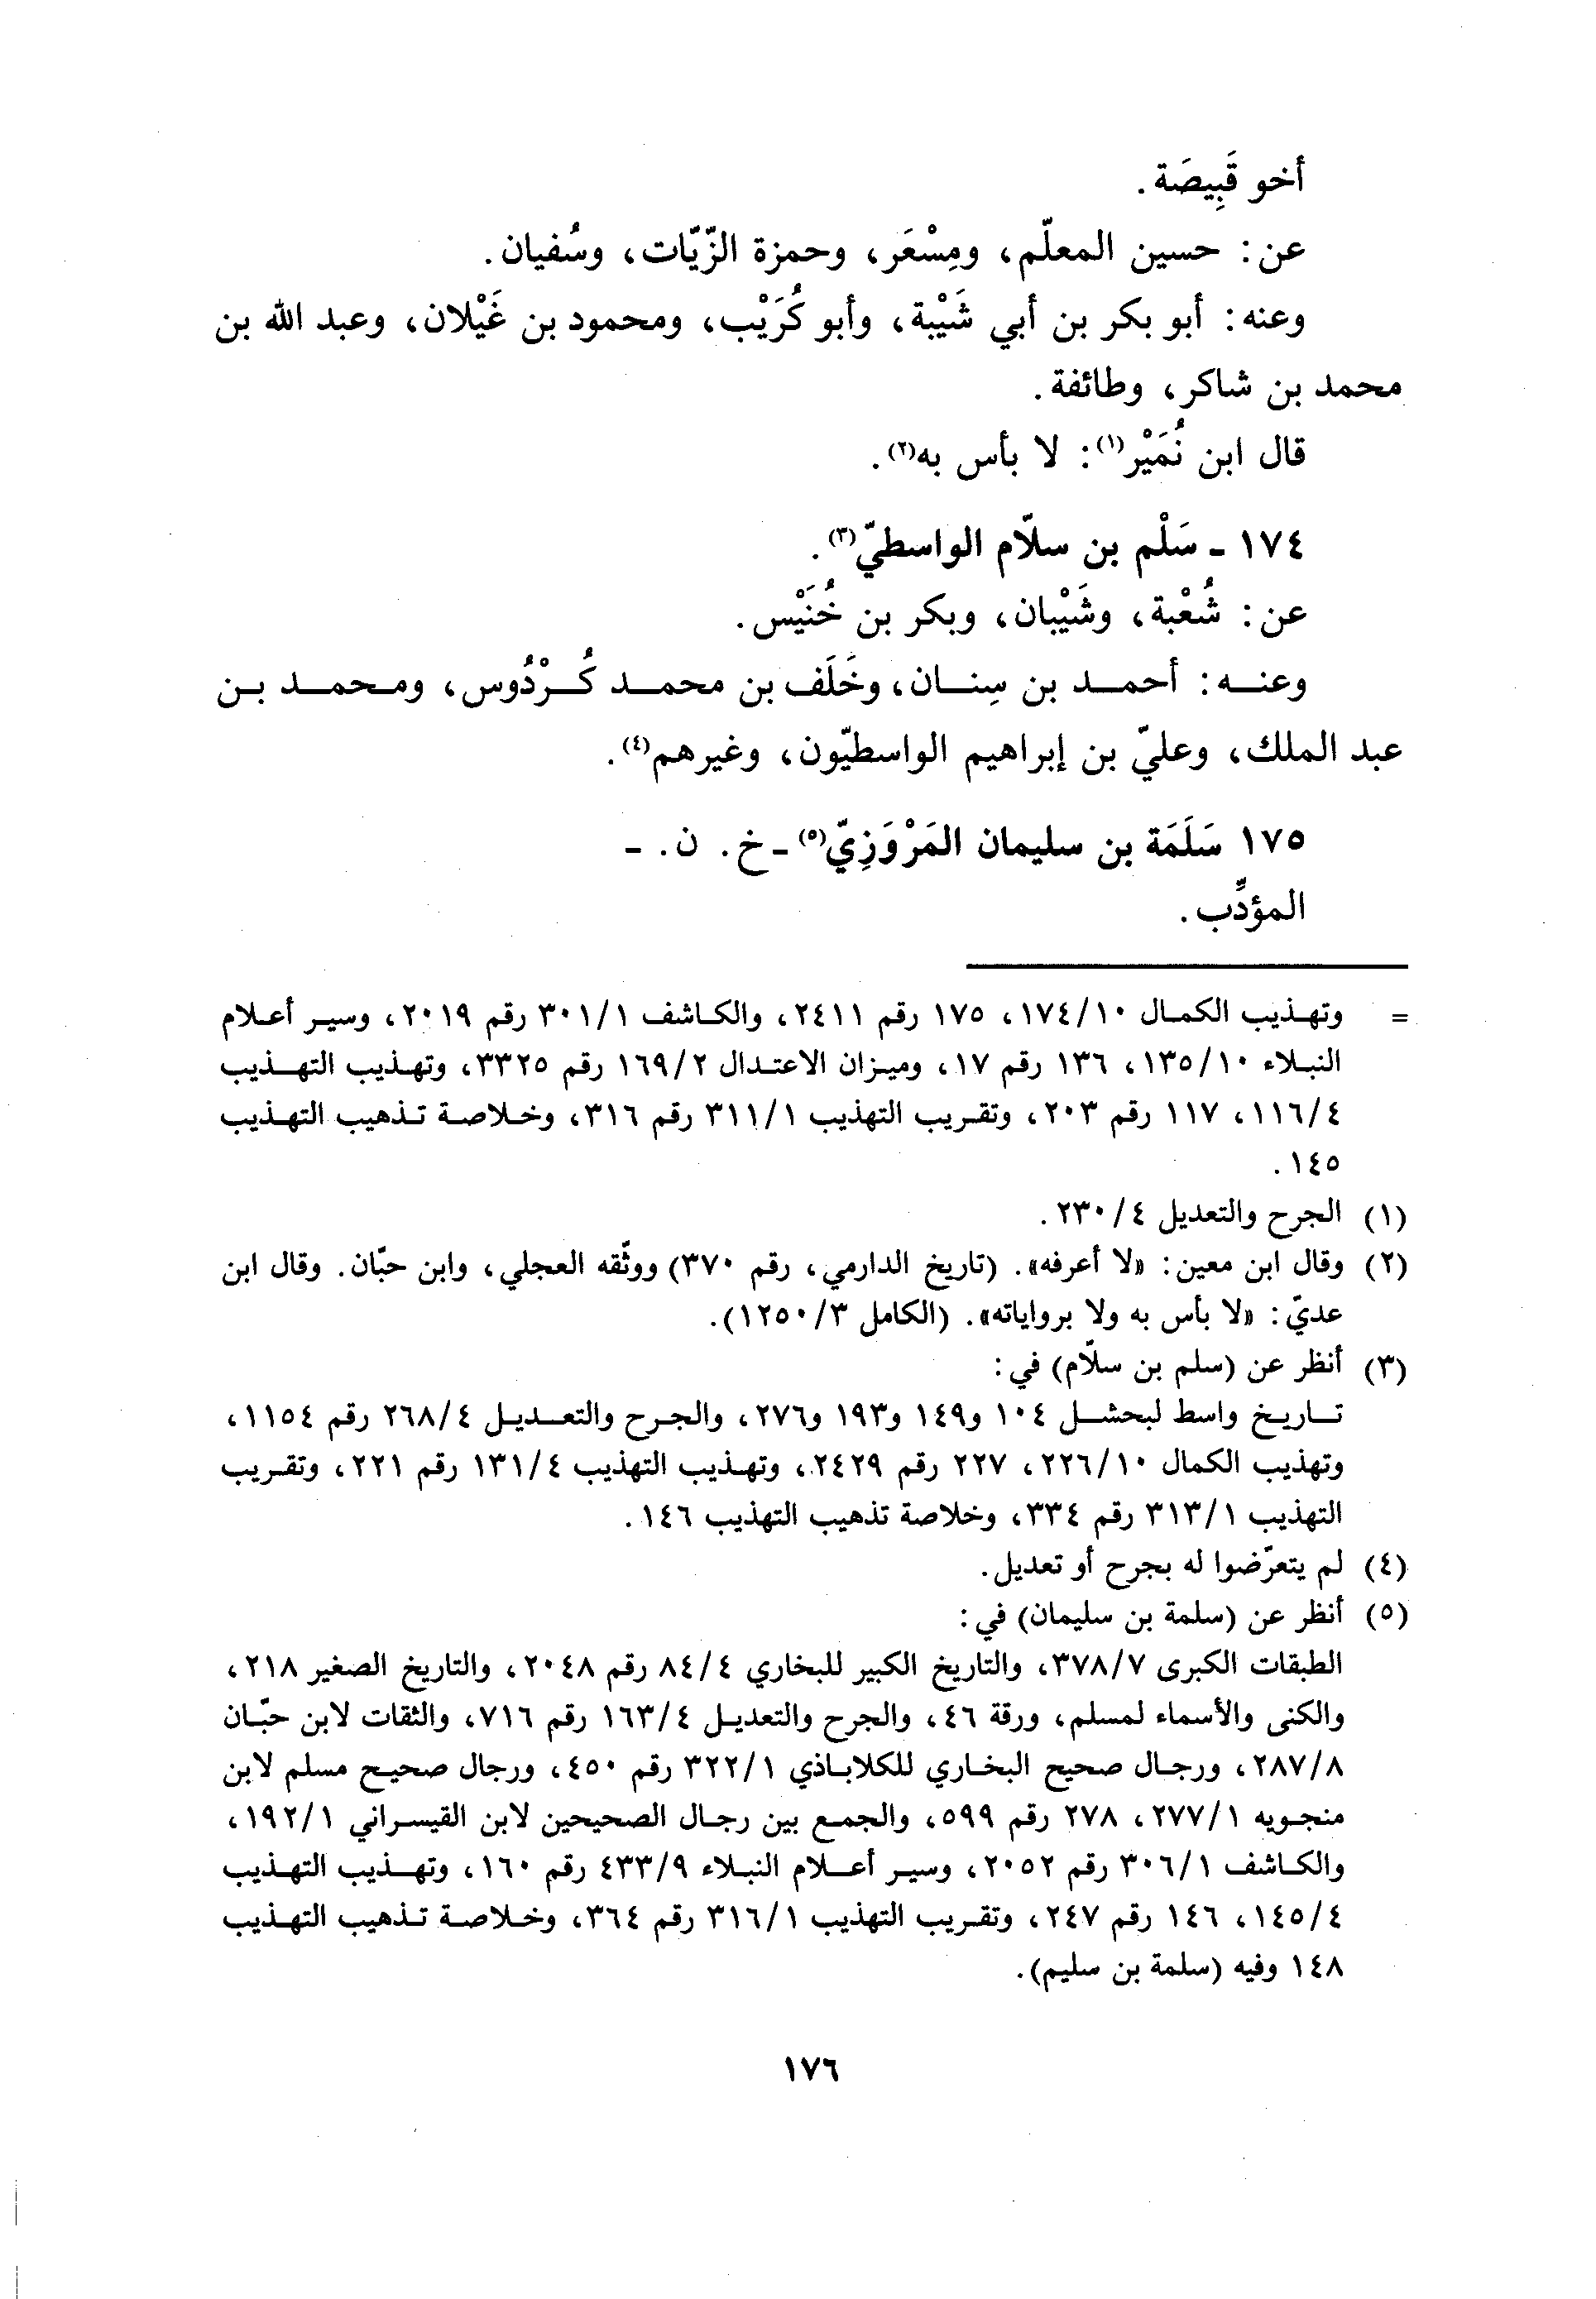 أخو قَبِيصَة.
عن: حسين المعلّم، ومِسْعَر، وحمزة الزّيّات، وسُفيان.
وعنه: أبو بكر بن أبي شَيْبة، وأبو كُرَيْب، ومحمود بن غَيْلان، وعبد الله بن
محمد بن شاكر، وطائفة.
قال ابن نُمَيْر(١): لا بأس به(٢).
١٧٤ ـ سَلْم بن سلاّم الواسطيّ(٣).
عن: شُعْبة، وشَيْبان، وبكر بن خُنَيْس.
وعنه: أحمد بن سِنان، وخَلَف بن محمد كُرْدُوس، ومحمد بن
عبد الملك، وعليّ بن إبراهيم الواسطيّون، وغيرهم(٤).
١٧٥ سَلَمَة بن سليمان المَرْوَزِيّ(٥) ـ خ. ن. ـ
المؤدِّب.
= وتهذيب الكمال ١٧٤/١٠، ١٧٥ رقم ٢٤١١، والكاشف ٣٠١/١ رقم ٢٠١٩، وسير أعلام
النبلاء ١٣٥/١٠، ١٣٦ رقم ١٧، وميزان الاعتدال ١٦٩/٢ رقم ٣٣٢٥، وتهذيب التهذيب
١١٦/٤، ١١٧ رقم ٢٠٣، وتقريب التهذيب ٣١١/١ رقم ٣١٦، وخلاصة تذهيب التهذيب
١٤٥.
(١) الجرح والتعديل ٢٣٠/٤.
(٢) وقال ابن معين: «لا أعرفه». (تاريخ الدارمي، رقم ٣٧٠) ووثّقه العجلي، وابن حبّان. وقال ابن
عديّ: «لا بأس به ولا برواياته». (الكامل ١٢٥٠/٣).
(٣) أنظر عن (سلم بن سلاّم) في:
تاريخ واسط لبحشل ١٠٤ و١٤٩ و١٩٣ و٢٧٦، والجرح والتعديل ٢٦٨/٤ رقم ١١٥٤،
وتهذيب الكمال ٢٢٦/١٠، ٢٢٧ رقم ٢٤٢٩، وتهذيب التهذيب ١٣١/٤ رقم ٢٢١، وتقريب
التهذيب ٣١٣/١ رقم ٣٣٤، وخلاصة تذهيب التهذيب ١٤٦.
(٤) لم يتعرّضوا له بجرح أو تعديل.
(٥) أنظر عن (سلمة بن سليمان) في:
الطبقات الكبرى ٣٧٨/٧، والتاريخ الكبير للبخاري ٨٤/٤ رقم ٢٠٤٨، والتاريخ الصغير ٢١٨،
والكنى والأسماء لمسلم، ورقة ٤٦، والجرح والتعديل ١٦٣/٤ رقم ٧١٦، والثقات لابن حبّان
٢٨٧/٨، ورجال صحيح البخاري للكلاباذي ٣٢٢/١ رقم ٤٥٠، ورجال صحيح مسلم لابن
منجويه ٢٧٧/١، ٢٧٨ رقم ٥٩٩، والجمع بين رجال الصحيحين لابن القيسراني ١٩٢/١،
والكاشف ٣٠٦/١ رقم ٢٠٥٢، وسير أعلام النبلاء ٤٣٣/٩ رقم ١٦٠، وتهذيب التهذيب
١٤٥/٤، ١٤٦ رقم ٢٤٧، وتقريب التهذيب ٣١٦/١ رقم ٣٦٤، وخلاصة تذهيب التهذيب
١٤٨ وفيه (سلمة بن سليم).
١٧٦